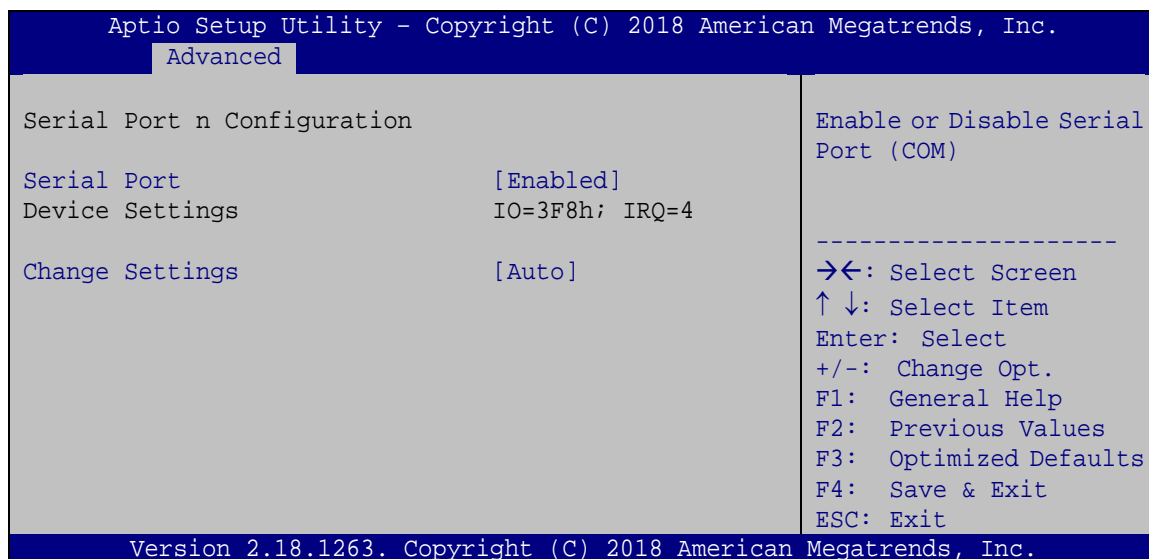 Aptio Setup Utility – Copyright (C) 2018 American Megatrends, Inc.
Advanced
Serial Port n Configuration
Serial Port [Enabled]
Device Settings IO=3F8h; IRQ=4
Change Settings [Auto]
Enable or Disable Serial
Port (COM)
---------------------
→←: Select Screen
↑ ↓: Select Item
Enter: Select
+/-: Change Opt.
F1: General Help
F2: Previous Values
F3: Optimized Defaults
F4: Save & Exit
ESC: Exit
Version 2.18.1263. Copyright (C) 2018 American Megatrends, Inc.